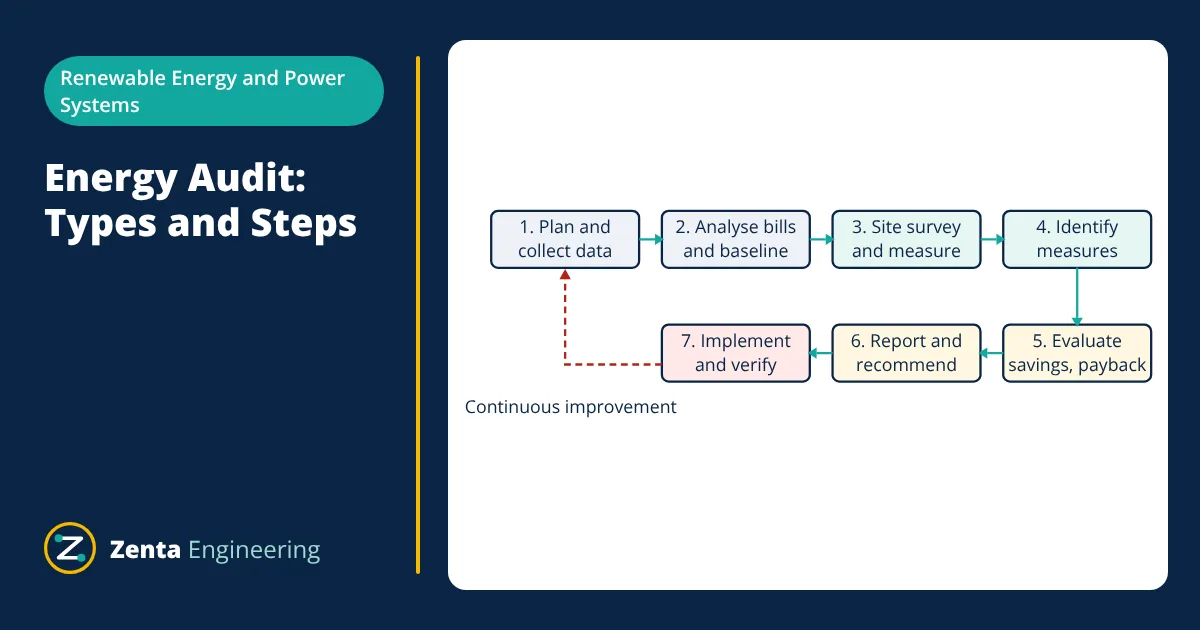 Renewable Energy and Power
Systems
Energy Audit:
Types and Steps
1. Plan and
collect data
2. Analyse bills
and baseline
3. Site survey
and measure
4. Identify
measures
5. Evaluate
savings, payback
6. Report and
recommend
7. Implement
and verify
Continuous improvement
Z
Zenta Engineering